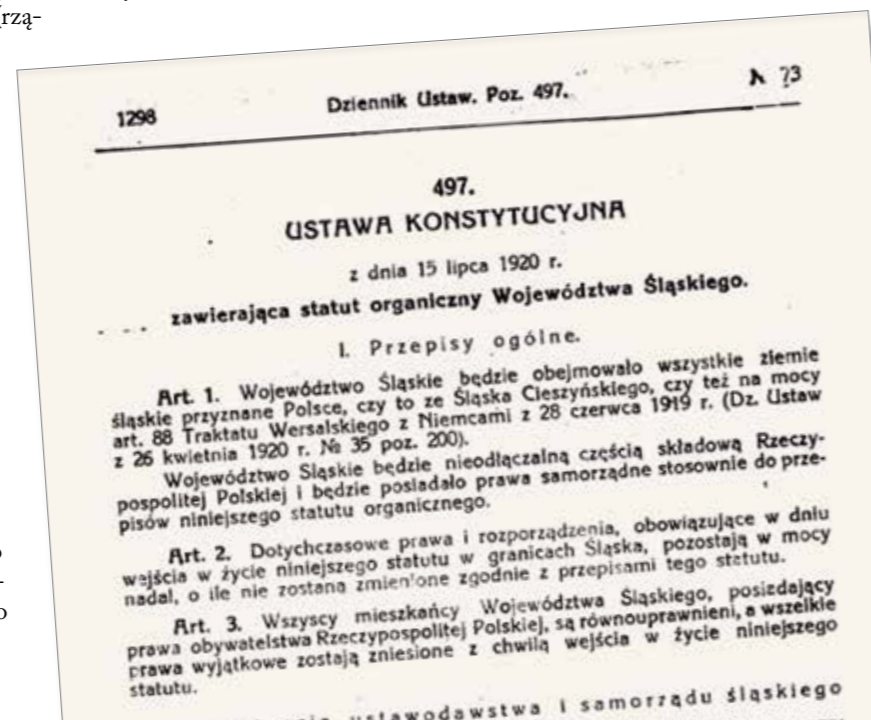 rzą-
1298 Dziennik Ustaw. Poz. 497. 73
497.
USTAWA KONSTYTUCYJNA
z dnia 15 lipca 1920 r.
zawierająca statut organiczny Województwa Śląskiego.
I. Przepisy ogólne.
Art. 1. Województwo Śląskie będzie obejmowało wszystkie ziemie
śląskie przyznane Polsce, czy to ze Śląska Cieszyńskiego, czy też na mocy
art. 88 Traktatu Wersalskiego z Niemcami z 28 czerwca 1919 r. (Dz. Ustaw
z 26 kwietnia 1920 r. № 35 poz. 200).
Województwo Śląskie będzie nieodłączalną częścią składową Rzeczy-
pospolitej Polskiej i będzie posiadało prawa samorządne stosownie do prze-
pisów niniejszego statutu organicznego.
Art. 2. Dotychczasowe prawa i rozporządzenia, obowiązujące w dniu
wejścia w życie niniejszego statutu w granicach Śląska, pozostają w mocy
nadal, o ile nie zostaną zmienione zgodnie z przepisami tego statutu.
Art. 3. Wszyscy mieszkańcy Województwa Śląskiego, posiadający
prawa obywatelstwa Rzeczypospolitej Polskiej, są równouprawnieni, a wszelkie
prawa wyjątkowe zostają zniesione z chwilą wejścia w życie niniejszego
statutu.
ustawodawstwa i samorządu śląskiego